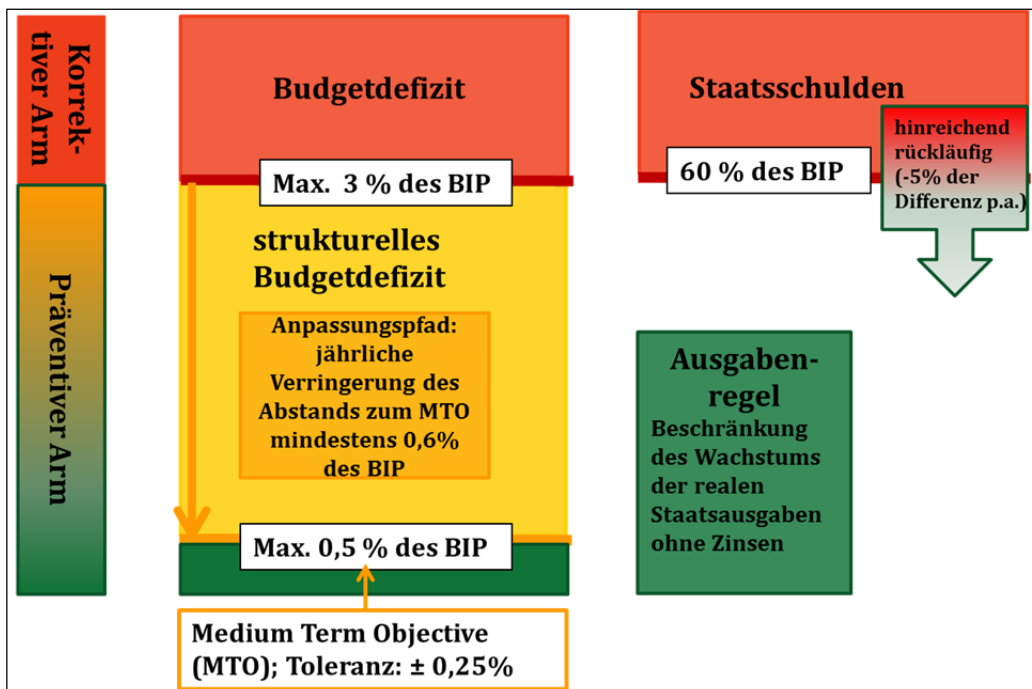 Korrek-
tiver Arm
Präventiver Arm
Budgetdefizit
Max. 3 % des BIP
strukturelles
Budgetdefizit
Anpassungspfad:
jährliche
Verringerung des
Abstands zum MTO
mindestens 0,6%
des BIP
Max. 0,5 % des BIP
Medium Term Objective
(MTO); Toleranz: ± 0,25%
Staatsschulden
60 % des BIP
hinreichend
rückläufig
(-5% der
Differenz p.a.)
Ausgaben-
regel
Beschränkung
des Wachstums
der realen
Staatsausgaben
ohne Zinsen